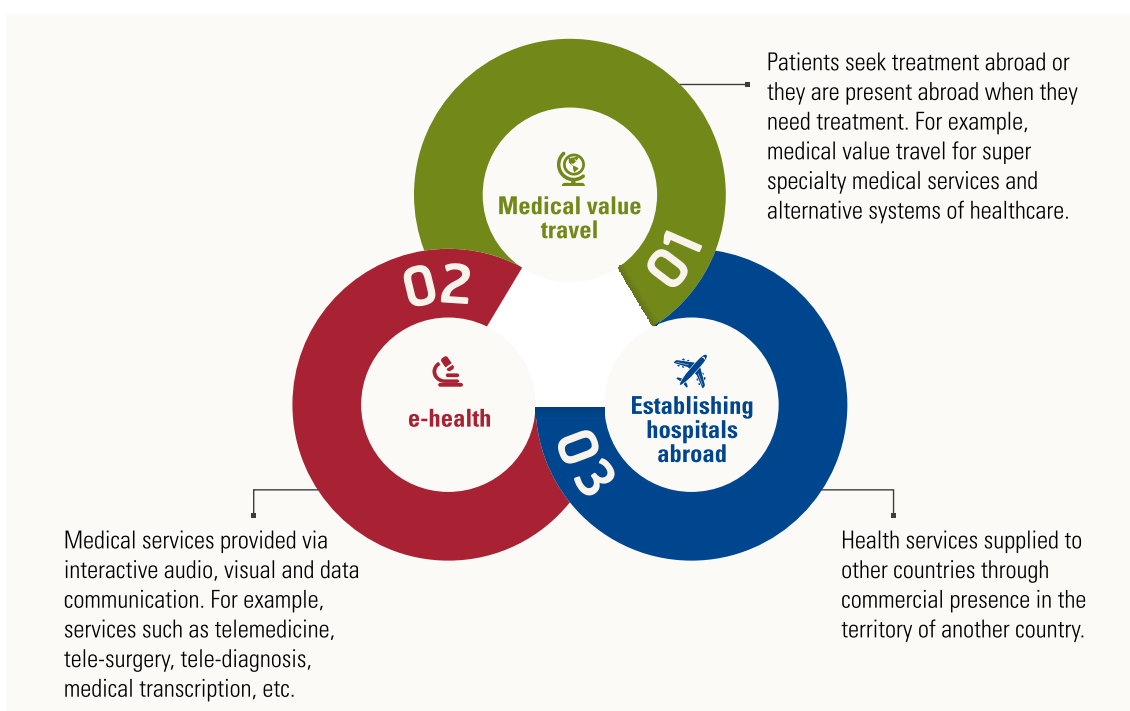 Patients seek treatment abroad or
they are present abroad when they
need treatment. For example,
medical value travel for super
specialty medical services and
alternative systems of healthcare.
Medical value
travel
01
02
e-health
Establishing
hospitals
abroad
03
Medical services provided via
interactive audio, visual and data
communication. For example,
services such as telemedicine,
tele-surgery, tele-diagnosis,
medical transcription, etc.
Health services supplied to
other countries through
commercial presence in the
territory of another country.